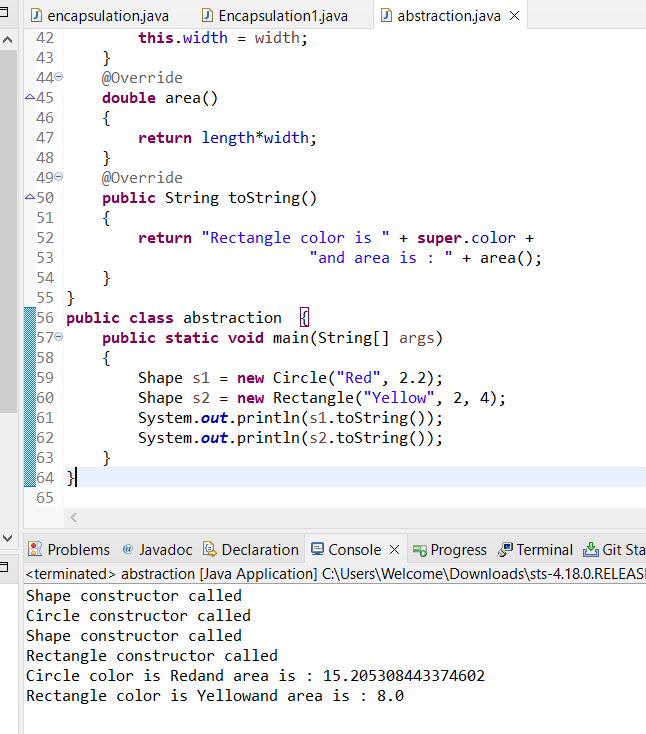 encapsulation.java Encapsulation1.java abstraction.java
42 this.width = width;
43 }
44 @Override
45 double area()
46 {
47 return length*width;
48 }
49 @Override
50 public String toString()
51 {
52 return "Rectangle color is " + super.color +
53 "and area is : " + area();
54 }
55 }
56 public class abstraction {
57 public static void main(String[] args)
58 {
59 Shape s1 = new Circle("Red", 2.2);
60 Shape s2 = new Rectangle("Yellow", 2, 4);
61 System.out.println(s1.toString());
62 System.out.println(s2.toString());
63 }
64 }
65
Problems @ Javadoc Declaration Console Progress Terminal Git Sta
<terminated> abstraction [Java Application] C:\Users\Welcome\Downloads\sts-4.18.0.RELEAS
Shape constructor called
Circle constructor called
Shape constructor called
Rectangle constructor called
Circle color is Redand area is : 15.205308443374602
Rectangle color is Yellowand area is : 8.0